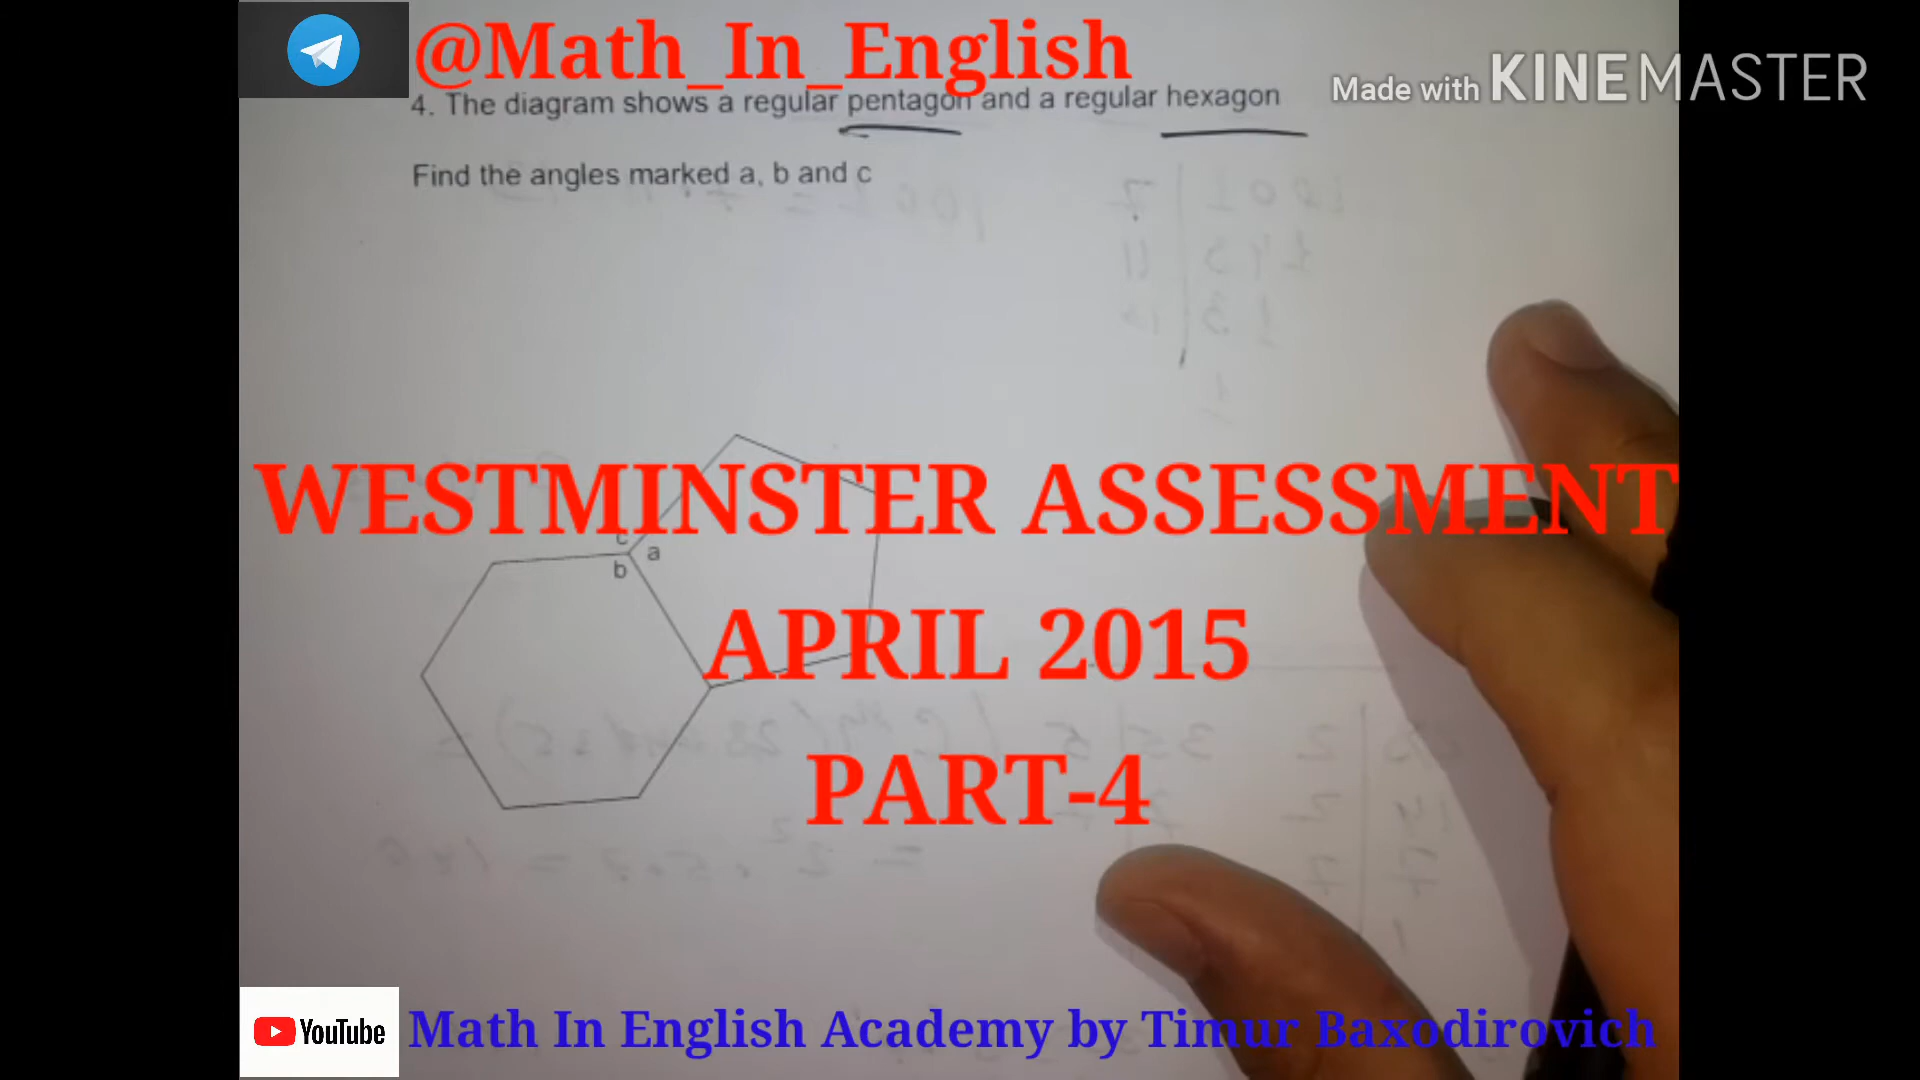 @Math_In_English
Made with KINEMASTER
4. The diagram shows a regular pentagon and a regular hexagon
Find the angles marked a, b and c
WESTMINSTER ASSESSMENT
c
a
b
APRIL 2015
PART-4
YouTube
Math In English Academy by Timur Baxodirovich